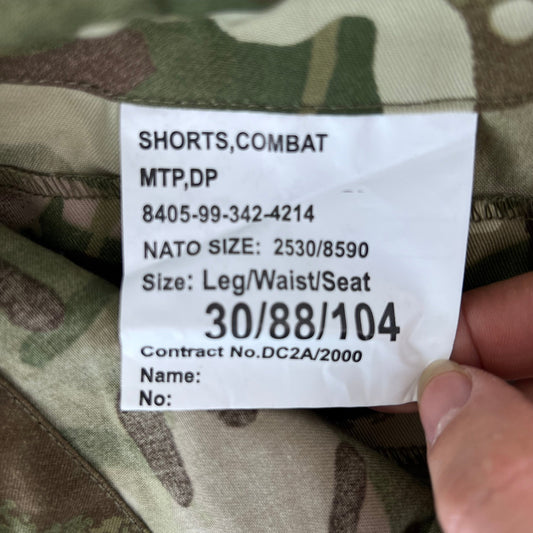 SHORTS,COMBAT
MTP,DP
8405-99-342-4214
NATO SIZE: 2530/8590
Size: Leg/Waist/Seat
30/88/104
Contract No.DC2A/2000
Name:
No: